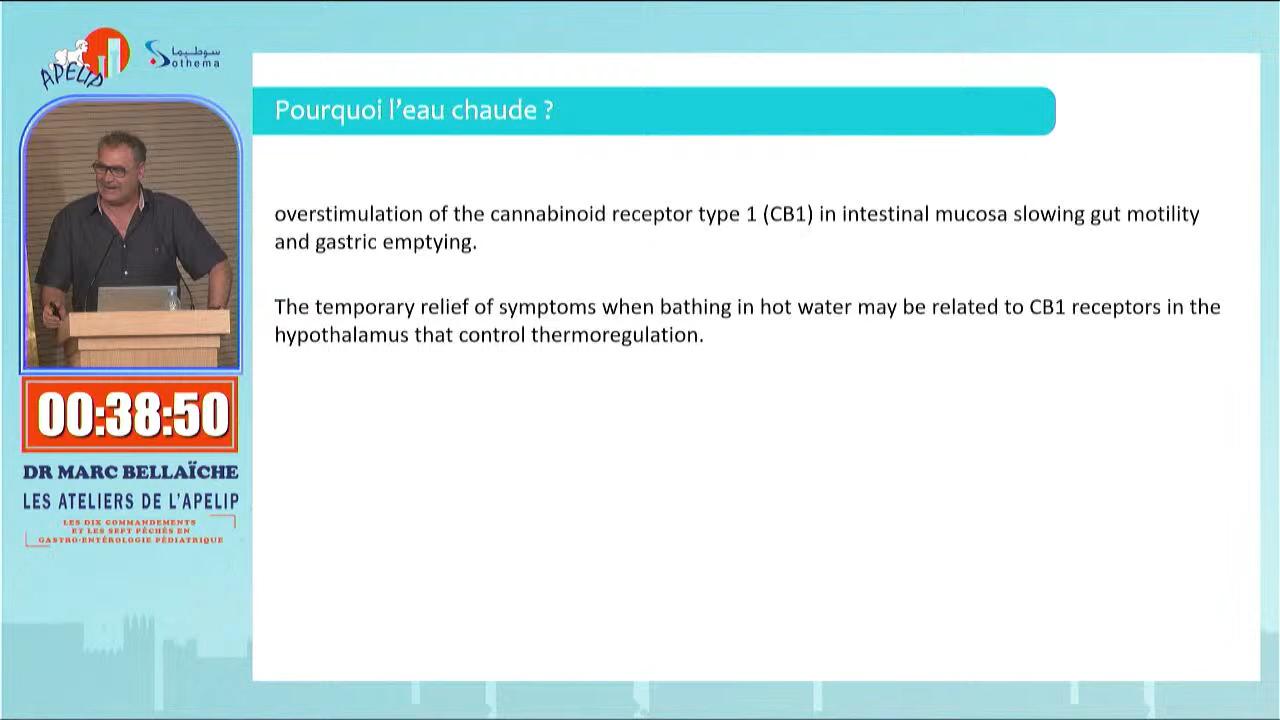 APELIP
سوطيما
Sothema
Pourquoi l'eau chaude ?
overstimulation of the cannabinoid receptor type 1 (CB1) in intestinal mucosa slowing gut motility
and gastric emptying.
The temporary relief of symptoms when bathing in hot water may be related to CB1 receptors in the
hypothalamus that control thermoregulation.
00:38:50
DR MARC BELLAÏCHE
LES ATELIERS DE L'APELIP
LES DIX COMMANDEMENTS
ET LES SEPT PÉCHÉS EN
GASTRO-ENTÉROLOGIE PÉDIATRIQUE